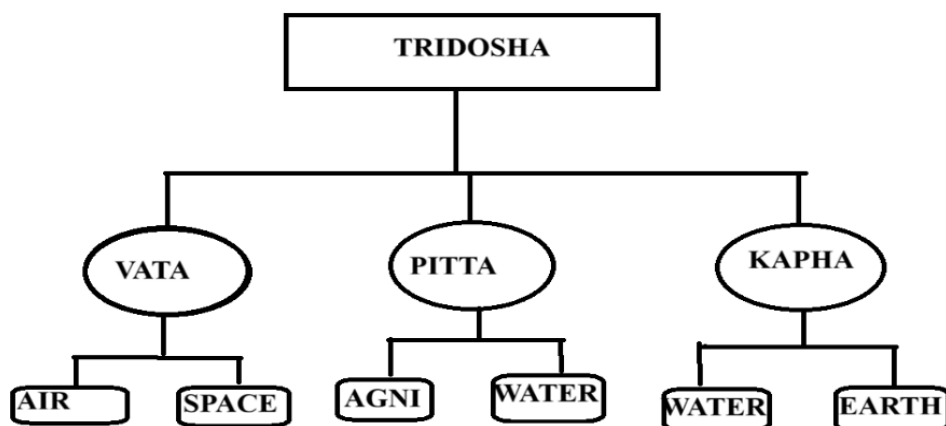 TRIDOSHA
VATA
PITTA
KAPHA
AIR
SPACE
AGNI
WATER
WATER
EARTH